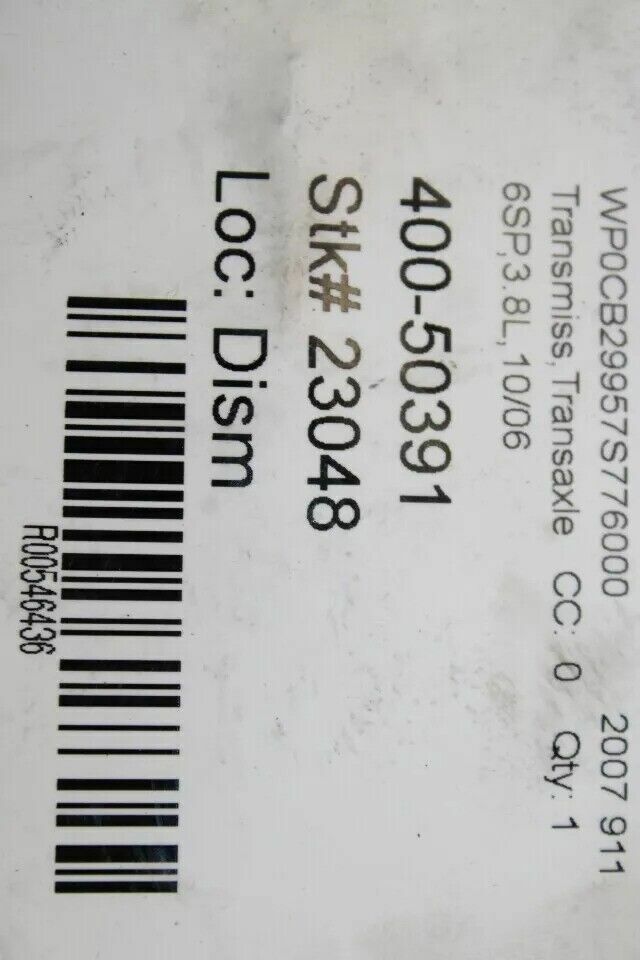 WP0CB29957S776000 2007 911
Transmiss,Transaxle CC: 0 Qty: 1
6SP,3.8L,10/06
400-50391
Stk# 23048
Loc: Dism
R00546436